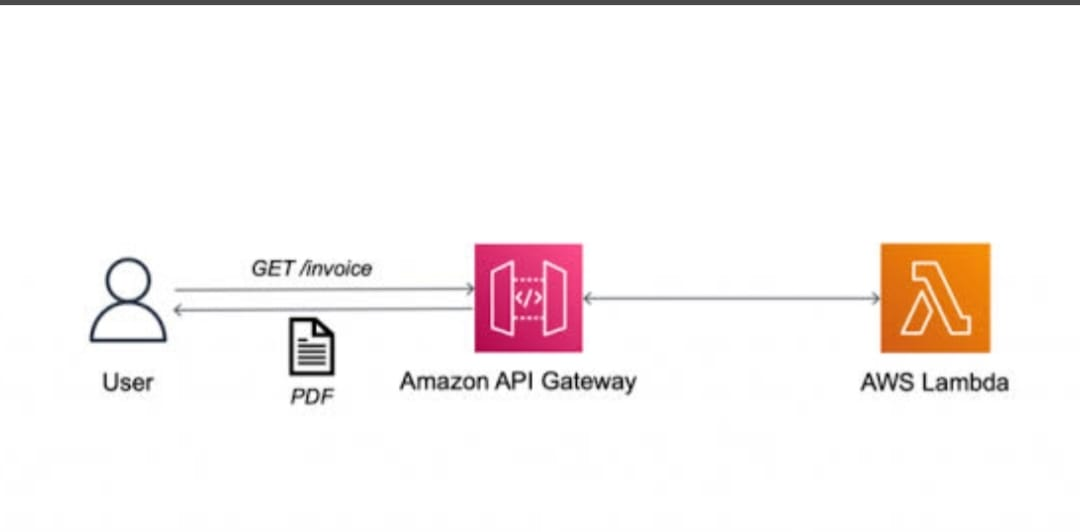 GET /invoice
</>
User
PDF
Amazon API Gateway
AWS Lambda